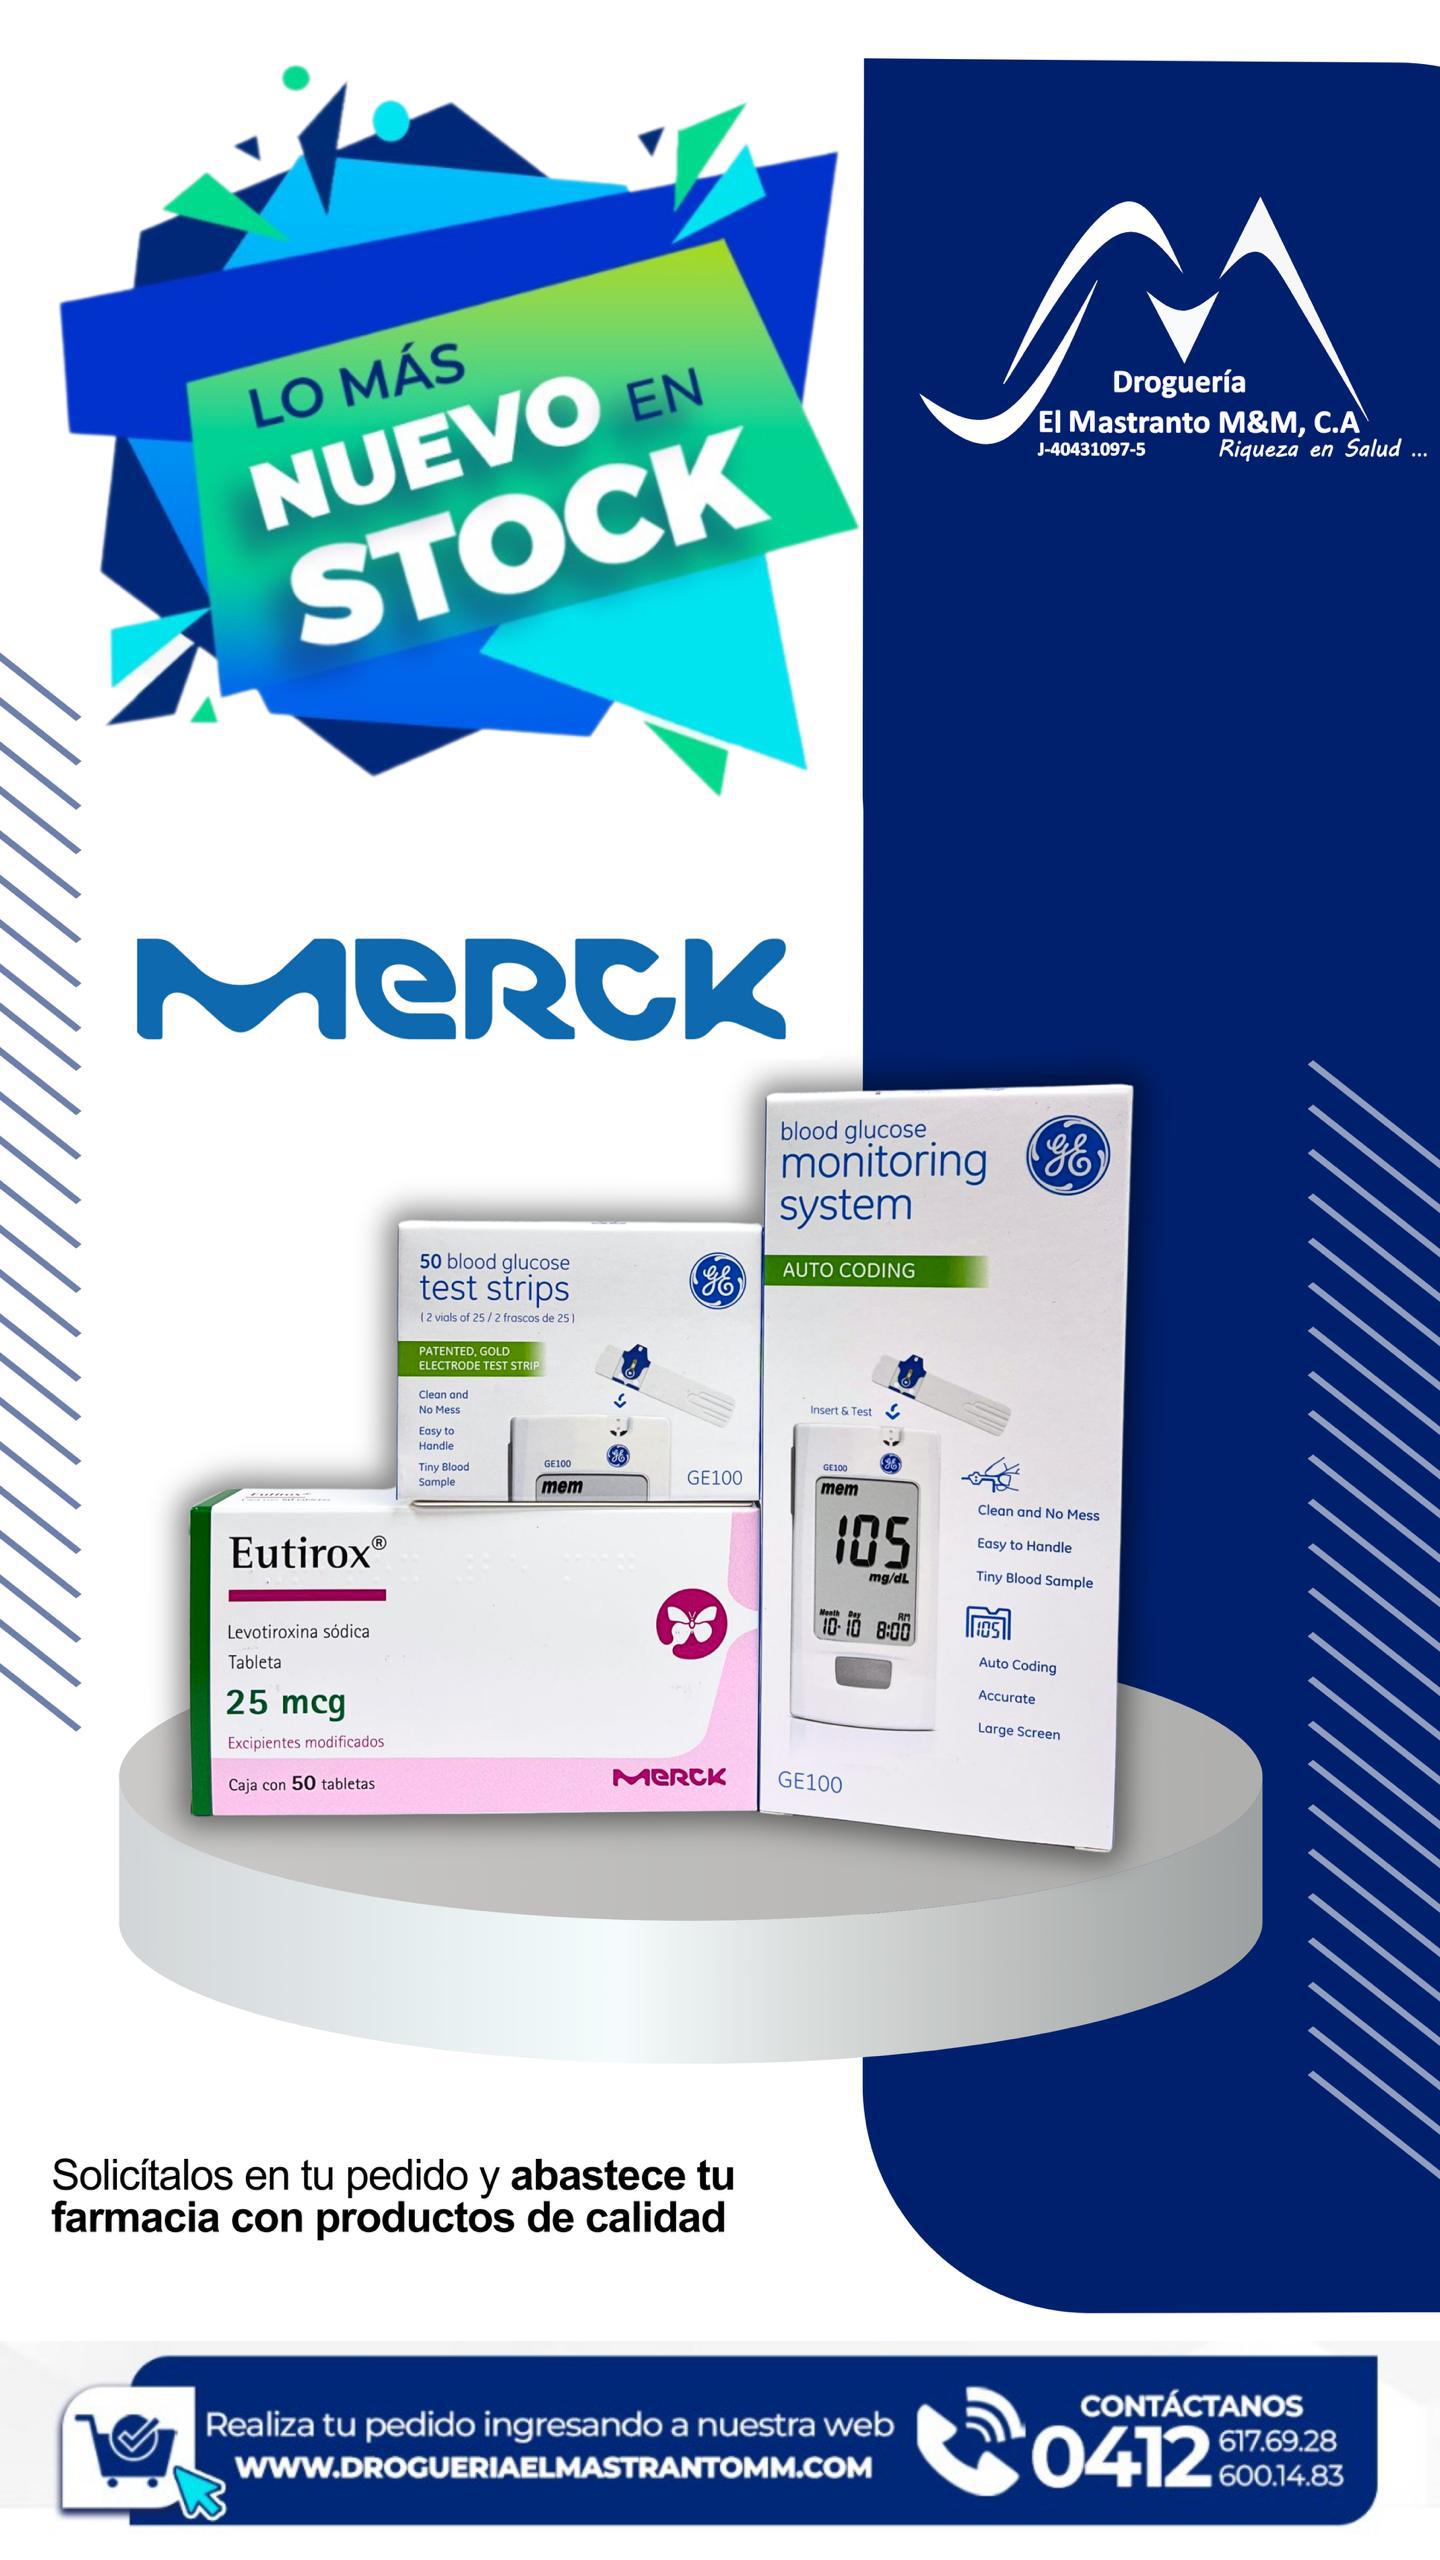 LO MÁS
NUEVO EN
STOCK
Droguería
El Mastranto M&M, C.A
J-40431097-5
Riqueza en Salud ...
MERCK
blood glucose
monitoring
system
GE
AUTO CODING
Insert & Test
GE100
GE
mem
105
mg/dL
Month Day AM
10-10 8:00
Clean and No Mess
Easy to Handle
Tiny Blood Sample
105
Auto Coding
Accurate
Large Screen
GE100
50 blood glucose
test strips
( 2 vials of 25 / 2 frascos de 25 )
GE
PATENTED, GOLD
ELECTRODE TEST STRIP
Clean and
No Mess
Easy to
Handle
Tiny Blood
Sample
GE100
GE
mem
GE100
Eutirox®
Eutirox®
Levotiroxina sódica
Tableta
25 mcg
Excipientes modificados
Caja con 50 tabletas
MERCK
Solicítalos en tu pedido y abastece tu
farmacia con productos de calidad
Realiza tu pedido ingresando a nuestra web
WWW.DROGUERIAELMASTRANTOMM.COM
CONTÁCTANOS
0412 617.69.28
600.14.83